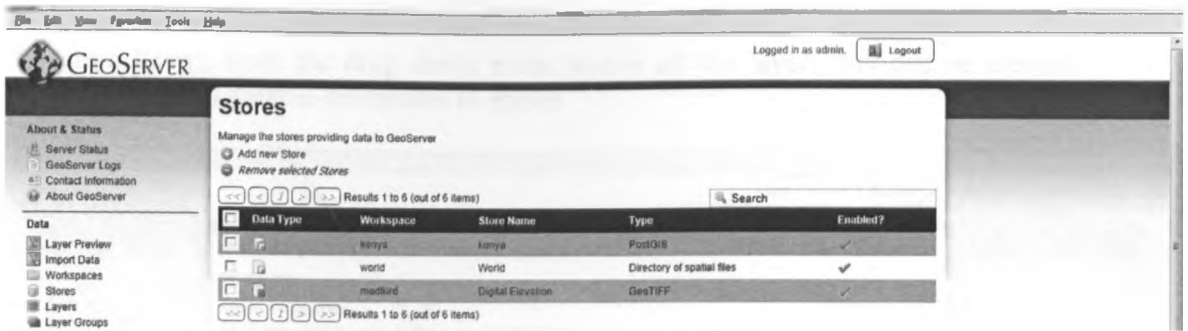 File Edit View Favorites Tools Help
GEOSERVER
Logged in as admin. Logout
Stores
Manage the stores providing data to GeoServer
Add new Store
Remove selected Stores
<< < 1 > >> Results 1 to 6 (out of 6 items) Search
Data Type Workspace Store Name Type Enabled?
kenya kenya PostGIS
world World Directory of spatial files
Digital Elevation GeoTIFF
<< < 1 > >> Results 1 to 6 (out of 6 items)
About & Status
Server Status
GeoServer Logs
Contact Information
About GeoServer
Data
Layer Preview
Import Data
Workspaces
Stores
Layers
Layer Groups